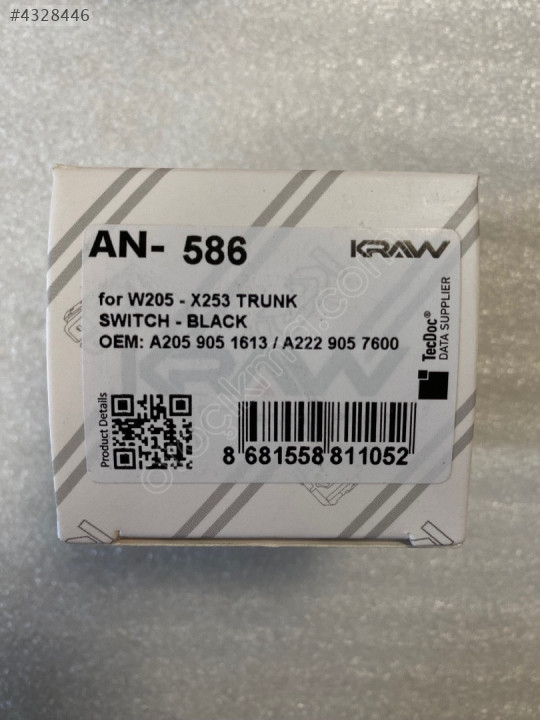 #4328446
AN- 586
KRAW
for W205 - X253 TRUNK
SWITCH - BLACK
OEM: A205 905 1613 / A222 905 7600
TecDoc®
DATA SUPPLIER
Product Details
8 681558 811052
KRAW